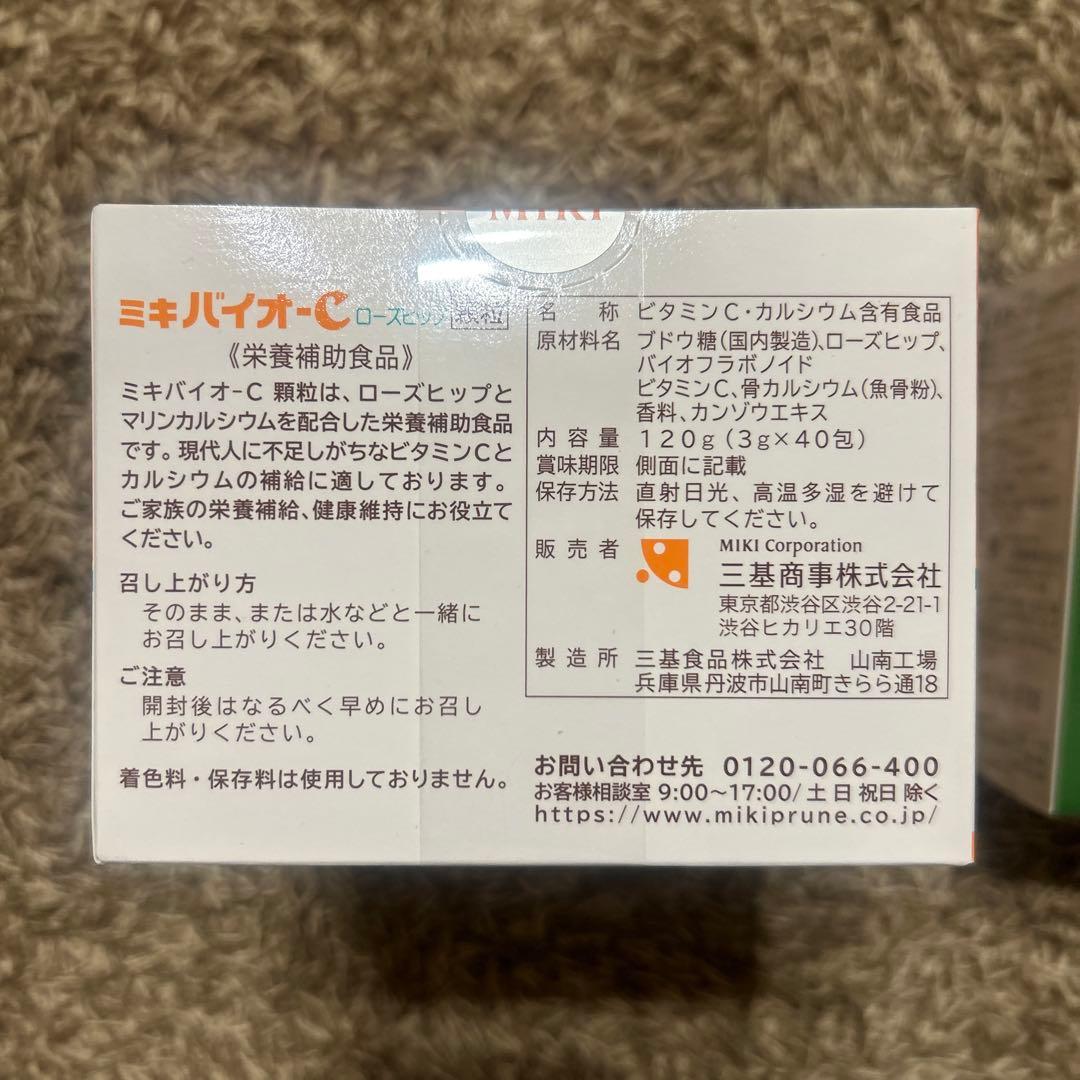 MIKI
ミキバイオ-C ローズヒップ 顆粒
《栄養補助食品》
ミキバイオ-C 顆粒は、ローズヒップと
マリンカルシウムを配合した栄養補助食品
です。現代人に不足しがちなビタミンCと
カルシウムの補給に適しております。
ご家族の栄養補給、健康維持にお役立て
ください。
召し上がり方
そのまま、または水などと一緒に
お召し上がりください。
ご注意
開封後はなるべく早めにお召し
上がりください。
着色料・保存料は使用しておりません。
名称 ビタミンC・カルシウム含有食品
原材料名 ブドウ糖(国内製造)、ローズヒップ、
バイオフラボノイド
ビタミンC、骨カルシウム(魚骨粉)、
香料、カンゾウエキス
内容量 120g(3g×40包)
賞味期限 側面に記載
保存方法 直射日光、高温多湿を避けて
保存してください。
販売者 MIKI Corporation
三基商事株式会社
東京都渋谷区渋谷2-21-1
渋谷ヒカリエ30階
製造所 三基食品株式会社 山南工場
兵庫県丹波市山南町きらら通18
お問い合わせ先 0120-066-400
お客様相談室 9:00~17:00/土 日 祝日 除く
https://www.mikiprune.co.jp/